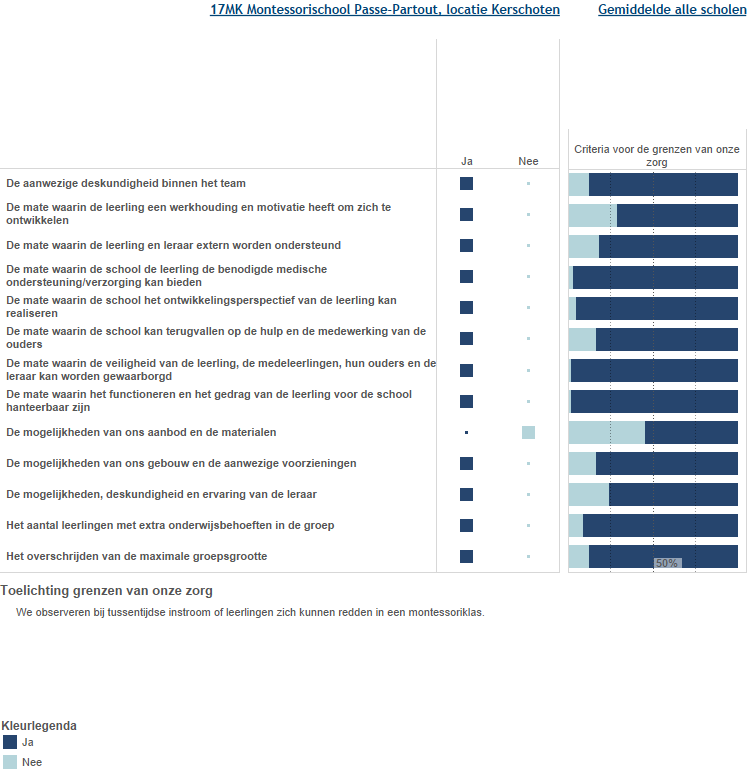 17MK Montessorischool Passe-Partout, locatie Kerschoten
Gemiddelde alle scholen
Ja
Nee
Criteria voor de grenzen van onze
zorg
De aanwezige deskundigheid binnen het team
De mate waarin de leerling een werkhouding en motivatie heeft om zich te
ontwikkelen
De mate waarin de leerling en leraar extern worden ondersteund
De mate waarin de school de leerling de benodigde medische
ondersteuning/verzorging kan bieden
De mate waarin de school het ontwikkelingsperspectief van de leerling kan
realiseren
De mate waarin de school kan terugvallen op de hulp en de medewerking van de
ouders
De mate waarin de veiligheid van de leerling, de medeleerlingen, hun ouders en de
leraar kan worden gewaarborgd
De mate waarin het functioneren en het gedrag van de leerling voor de school
hanteerbaar zijn
De mogelijkheden van ons aanbod en de materialen
De mogelijkheden van ons gebouw en de aanwezige voorzieningen
De mogelijkheden, deskundigheid en ervaring van de leraar
Het aantal leerlingen met extra onderwijsbehoeften in de groep
Het overschrijden van de maximale groepsgrootte
50%
Toelichting grenzen van onze zorg
We observeren bij tussentijdse instroom of leerlingen zich kunnen redden in een montessoriklas.
Kleurlegenda
Ja
Nee